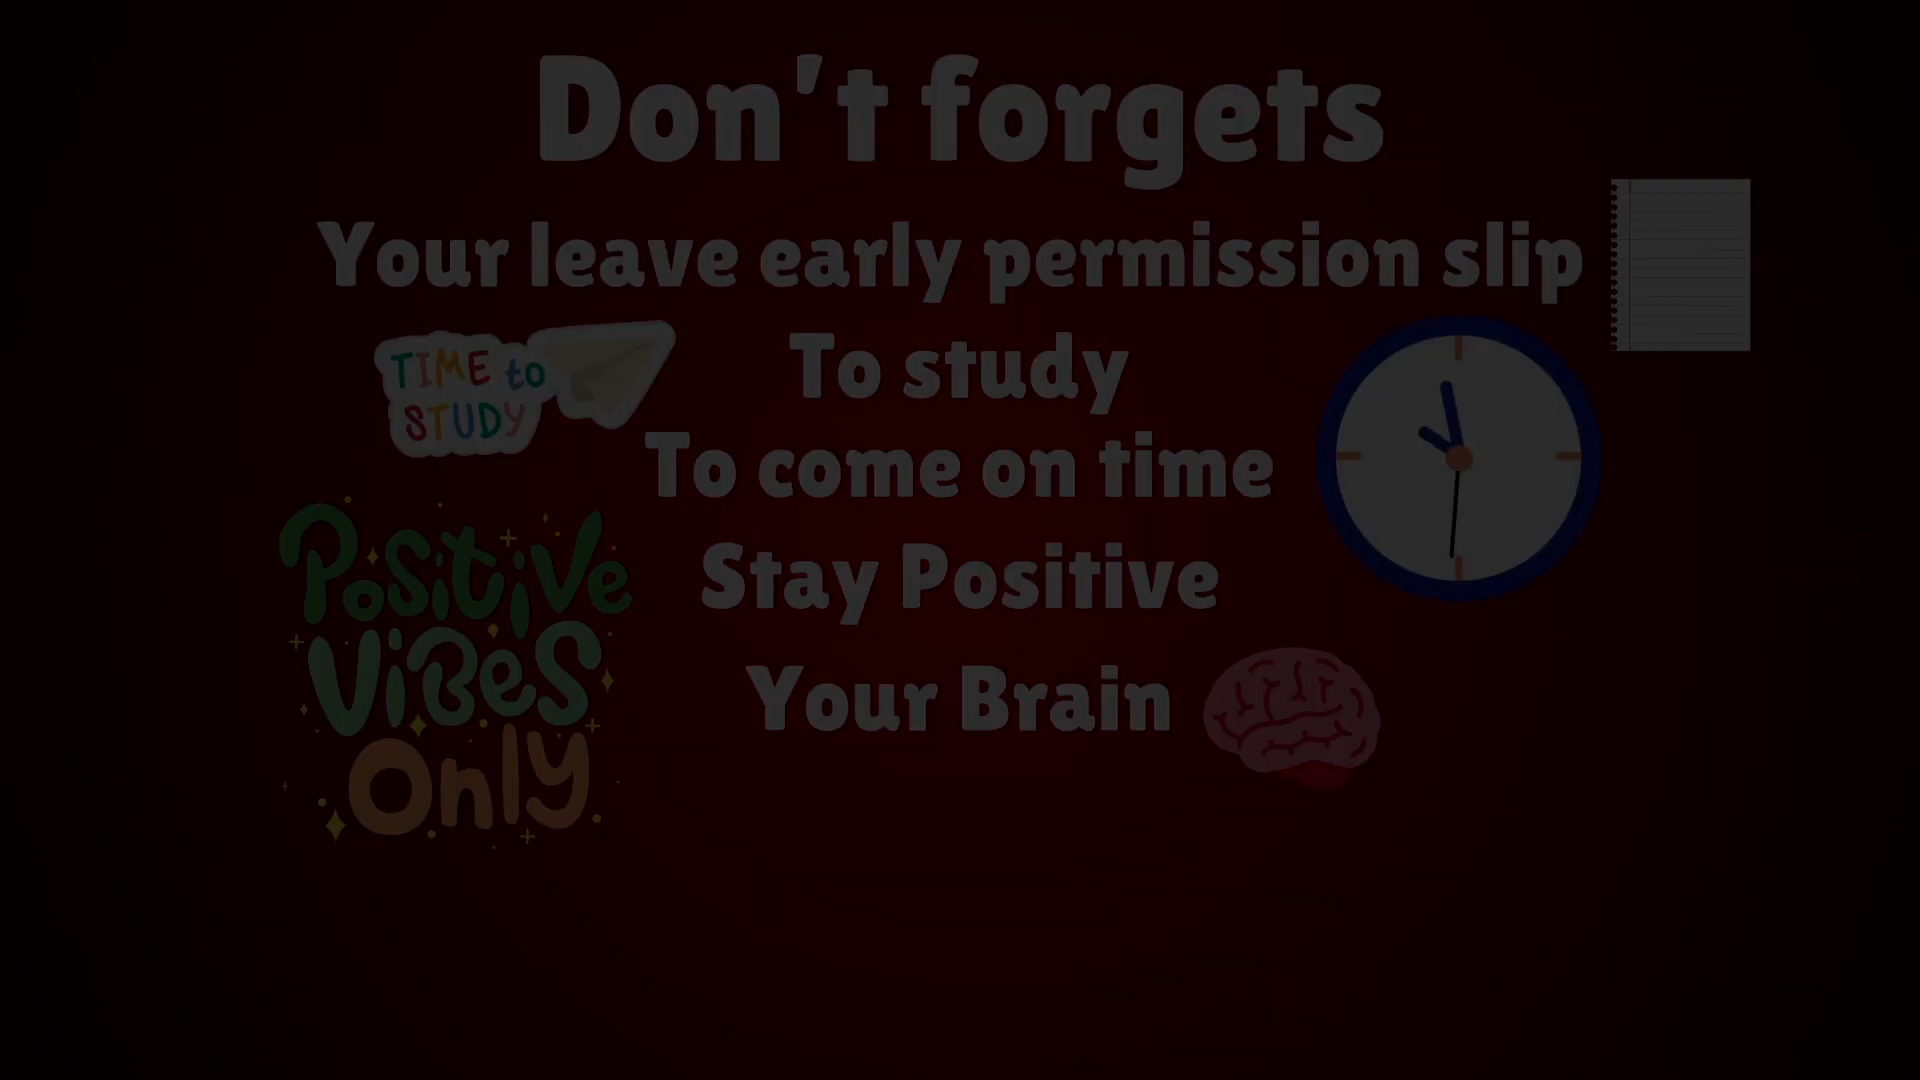 Don't forgets
Your leave early permission slip
TIME to
STUDY
To study
To come on time
Stay Positive
Positive
ViBes
Only
Your Brain